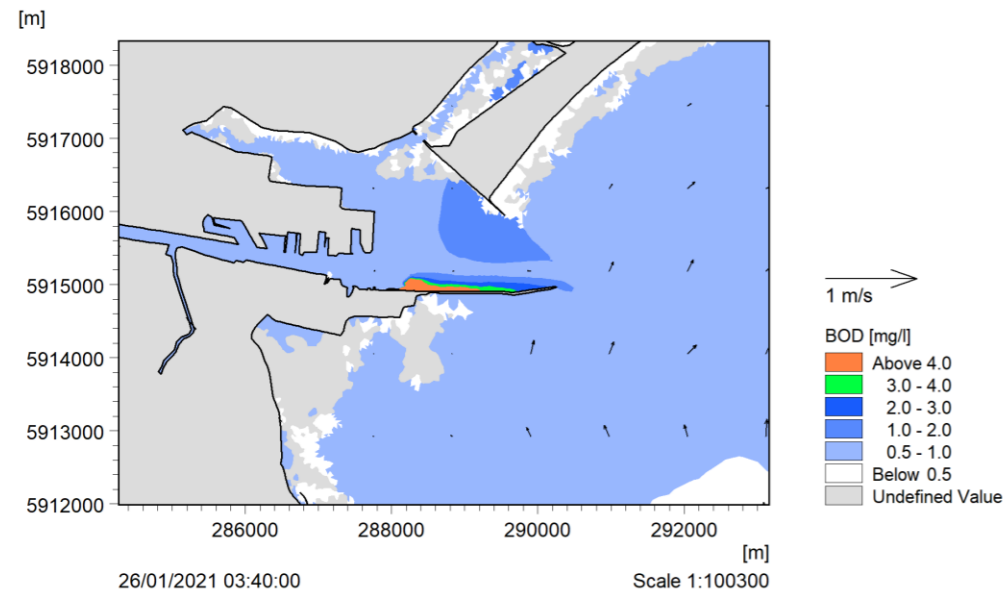 [m]
5918000
5917000
5916000
5915000
5914000
5913000
5912000
286000 288000 290000 292000
[m]
26/01/2021 03:40:00 Scale 1:100300
1 m/s
BOD [mg/l]
Above 4.0
3.0 - 4.0
2.0 - 3.0
1.0 - 2.0
0.5 - 1.0
Below 0.5
Undefined Value